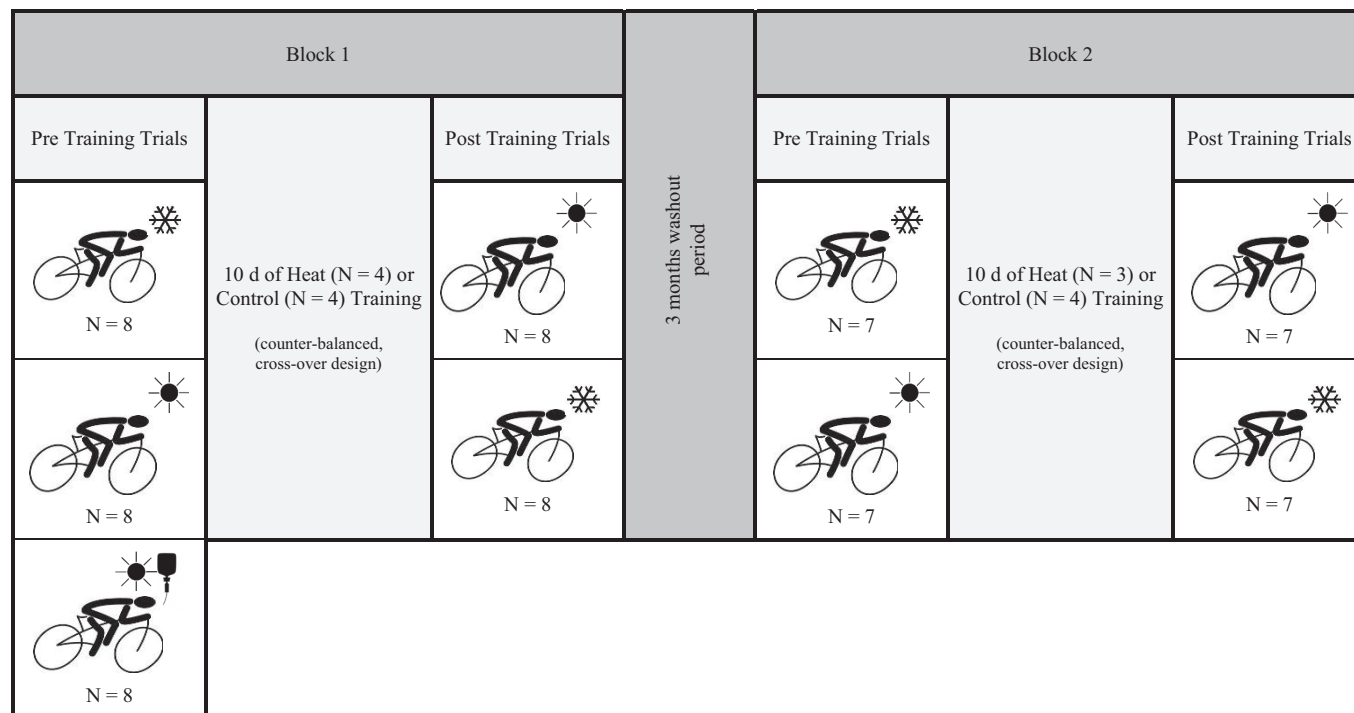 Block 1
Pre Training Trials
Post Training Trials
N = 8
N = 8
N = 8
10 d of Heat (N = 4) or
Control (N = 4) Training
(counter-balanced,
cross-over design)
N = 8
N = 8
3 months washout
period
Block 2
Pre Training Trials
Post Training Trials
N = 7
N = 7
10 d of Heat (N = 3) or
Control (N = 4) Training
(counter-balanced,
cross-over design)
N = 7
N = 7